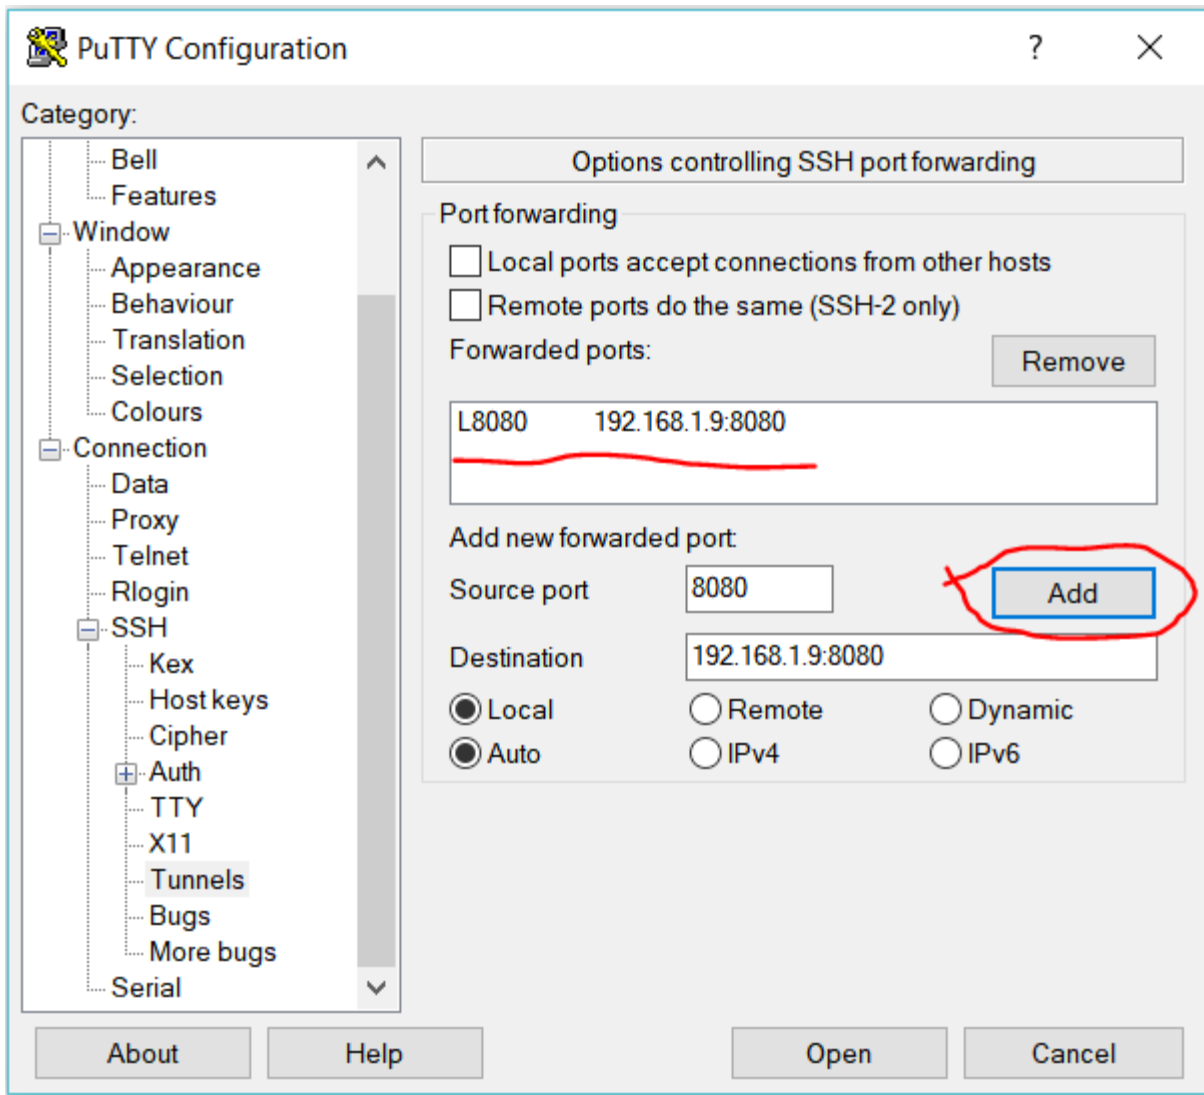 PuTTY Configuration
?
Category:
Bell
Features
Window
Appearance
Behaviour
Translation
Selection
Colours
Connection
Data
Proxy
Telnet
Rlogin
SSH
Kex
Host keys
Cipher
Auth
TTY
X11
Tunnels
Bugs
More bugs
Serial
Options controlling SSH port forwarding
Port forwarding
Local ports accept connections from other hosts
Remote ports do the same (SSH-2 only)
Forwarded ports:
Remove
L8080 192.168.1.9:8080
Add new forwarded port:
Source port 8080 Add
Destination 192.168.1.9:8080
Local Remote Dynamic
Auto IPv4 IPv6
About Help Open Cancel